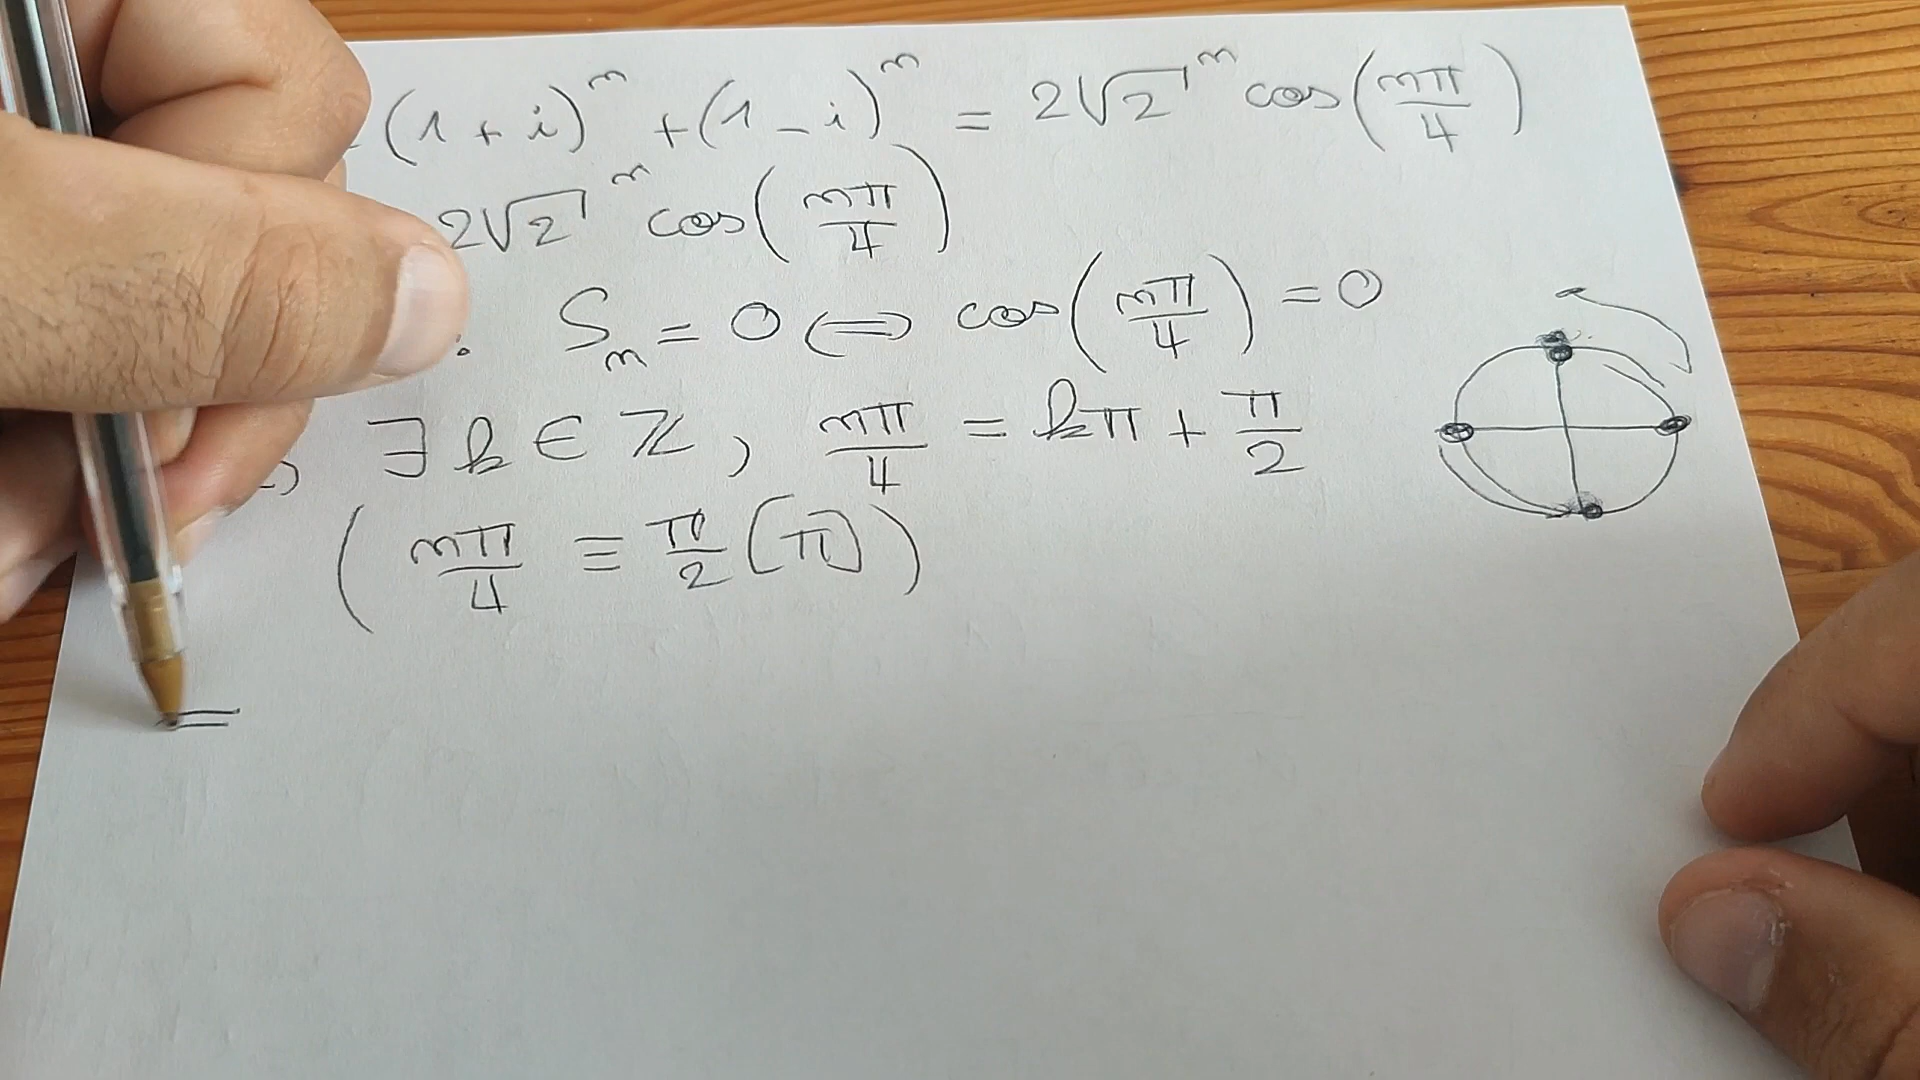 (1 + i)^n + (1 - i)^n = 2√2^n cos(nπ/4)
2√2^n cos(nπ/4)
S_n = 0 ⇔ cos(nπ/4) = 0
∃ k ∈ ℤ, nπ/4 = kπ + π/2
(nπ/4 ≡ π/2 [π])
=